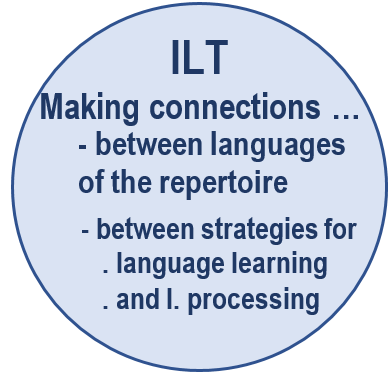 ILT
Making connections …
- between languages
of the repertoire
- between strategies for
. language learning
. and l. processing